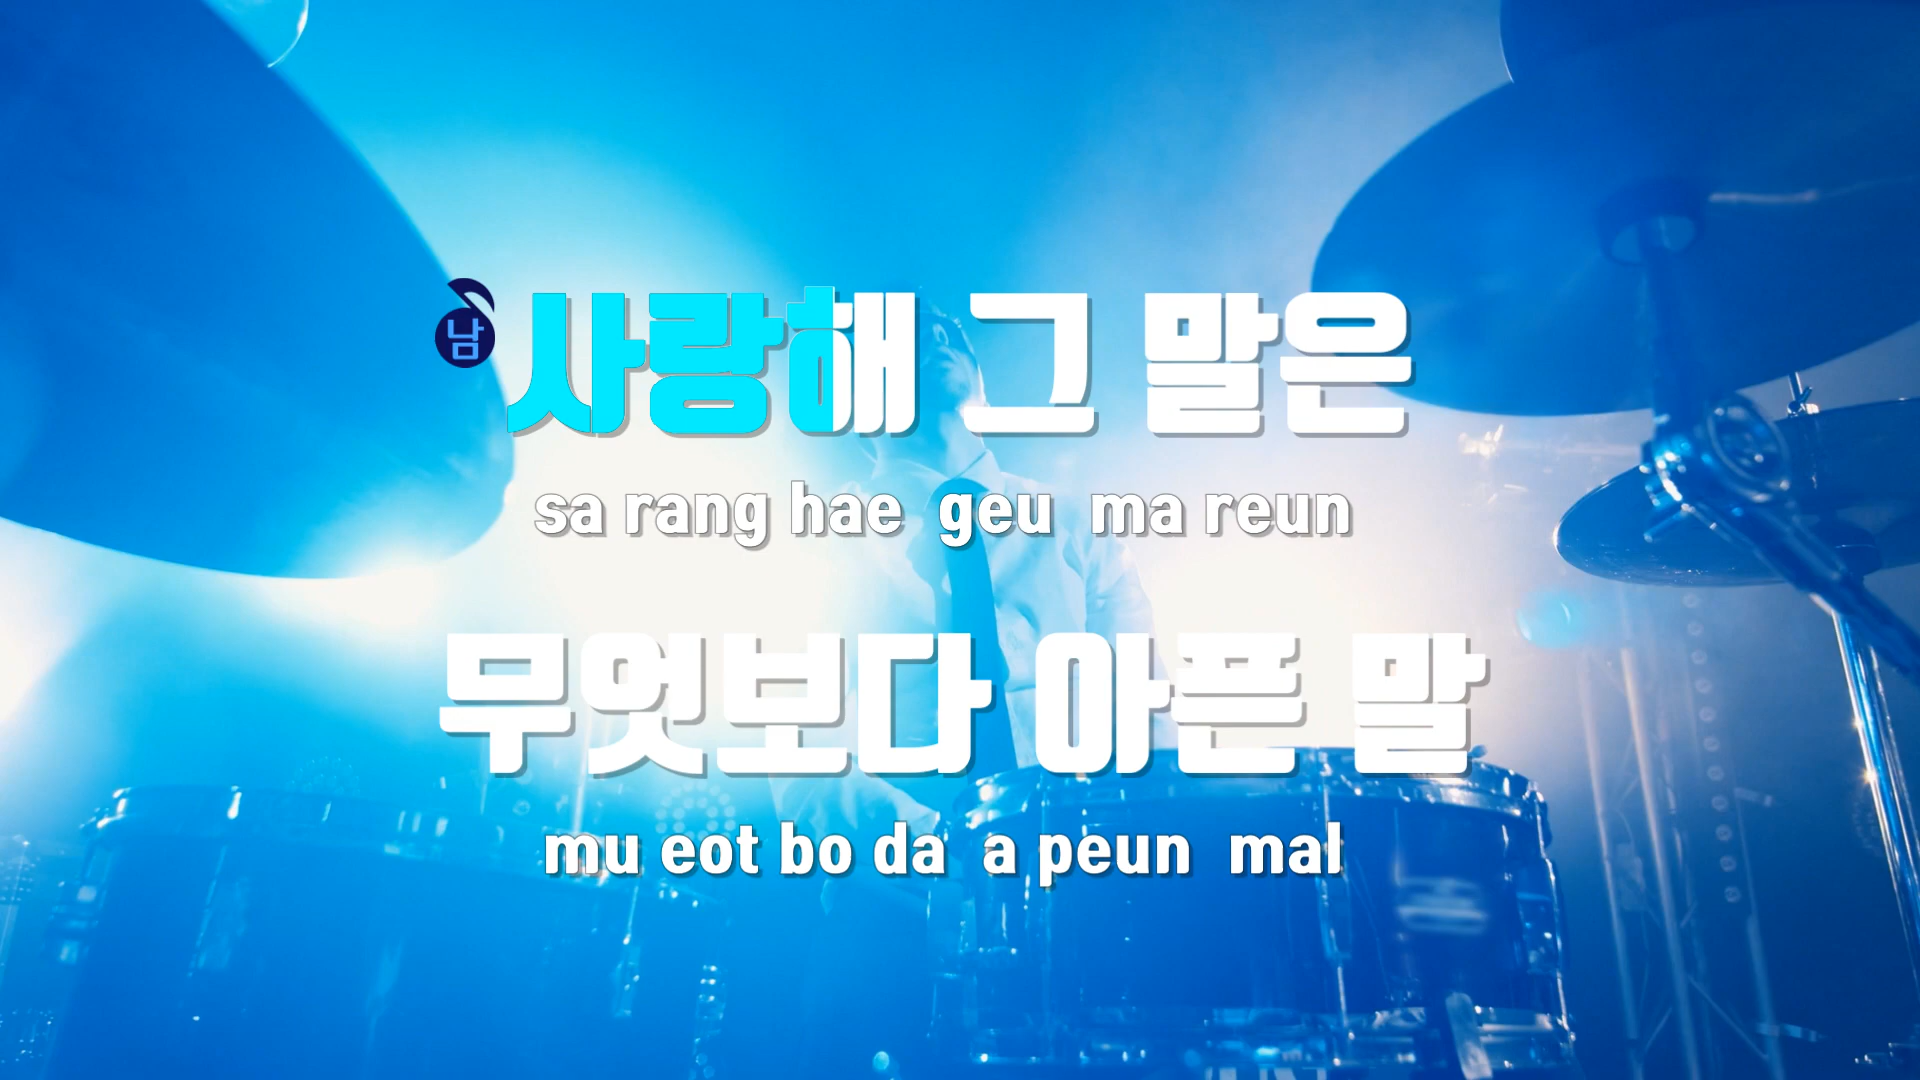 남 사랑해 그 말은
sa rang hae geu ma reun
무엇보다 아픈 말
mu eot bo da a peun mal